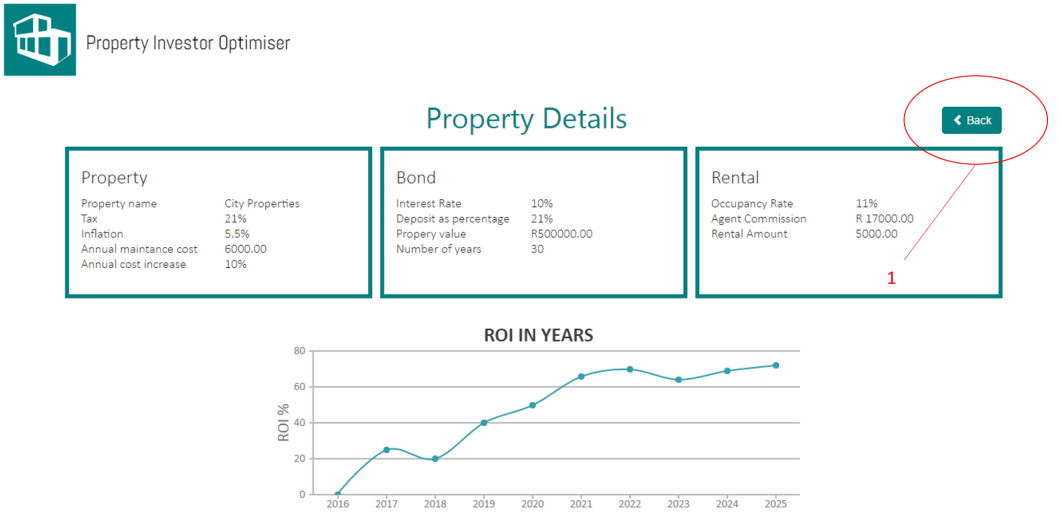 Property Investor Optimiser
Property Details
Back
Property
Property name City Properties
Tax 21%
Inflation 5.5%
Annual maintance cost 6000.00
Annual cost increase 10%
Bond
Interest Rate 10%
Deposit as percentage 21%
Propery value R500000.00
Number of years 30
Rental
Occupancy Rate 11%
Agent Commission R 17000.00
Rental Amount 5000.00
1
ROI IN YEARS
ROI %
80
60
40
20
0
2016 2017 2018 2019 2020 2021 2022 2023 2024 2025